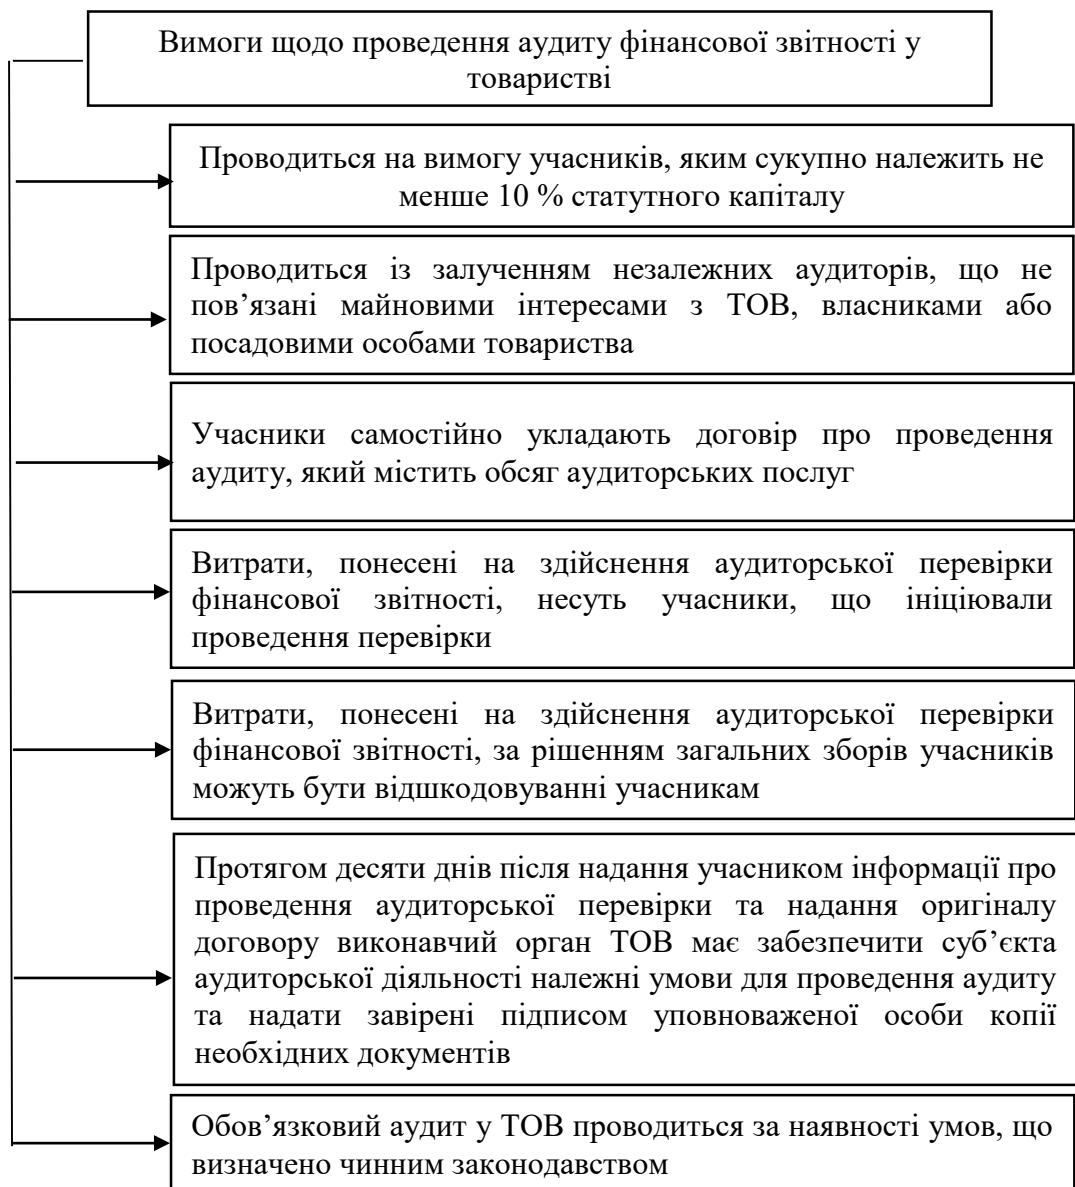 Вимоги щодо проведення аудиту фінансової звітності у
товаристві
Проводиться на вимогу учасників, яким сукупно належить не
менше 10 % статутного капіталу
Проводиться із залученням незалежних аудиторів, що не
пов’язані майновими інтересами з ТОВ, власниками або
посадовими особами товариства
Учасники самостійно укладають договір про проведення
аудиту, який містить обсяг аудиторських послуг
Витрати, понесені на здійснення аудиторської перевірки
фінансової звітності, несуть учасники, що ініціювали
проведення перевірки
Витрати, понесені на здійснення аудиторської перевірки
фінансової звітності, за рішенням загальних зборів учасників
можуть бути відшкодовуванні учасникам
Протягом десяти днів після надання учасником інформації про
проведення аудиторської перевірки та надання оригіналу
договору виконавчий орган ТОВ має забезпечити суб’єкта
аудиторської діяльності належні умови для проведення аудиту
та надати завірені підписом уповноваженої особи копії
необхідних документів
Обов’язковий аудит у ТОВ проводиться за наявності умов, що
визначено чинним законодавством